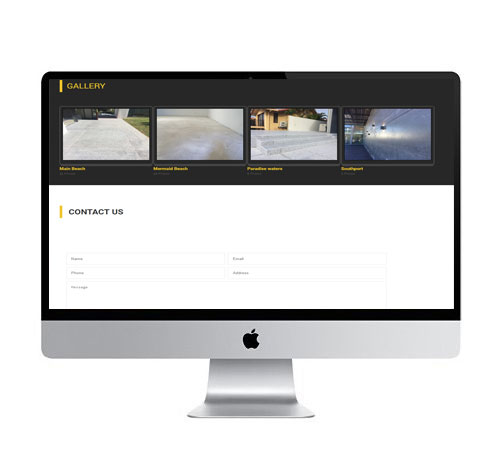 GALLERY
Main Beach
Mermaid Beach
Paradise waters
Southport
CONTACT US
Name
Email
Phone
Address
Message